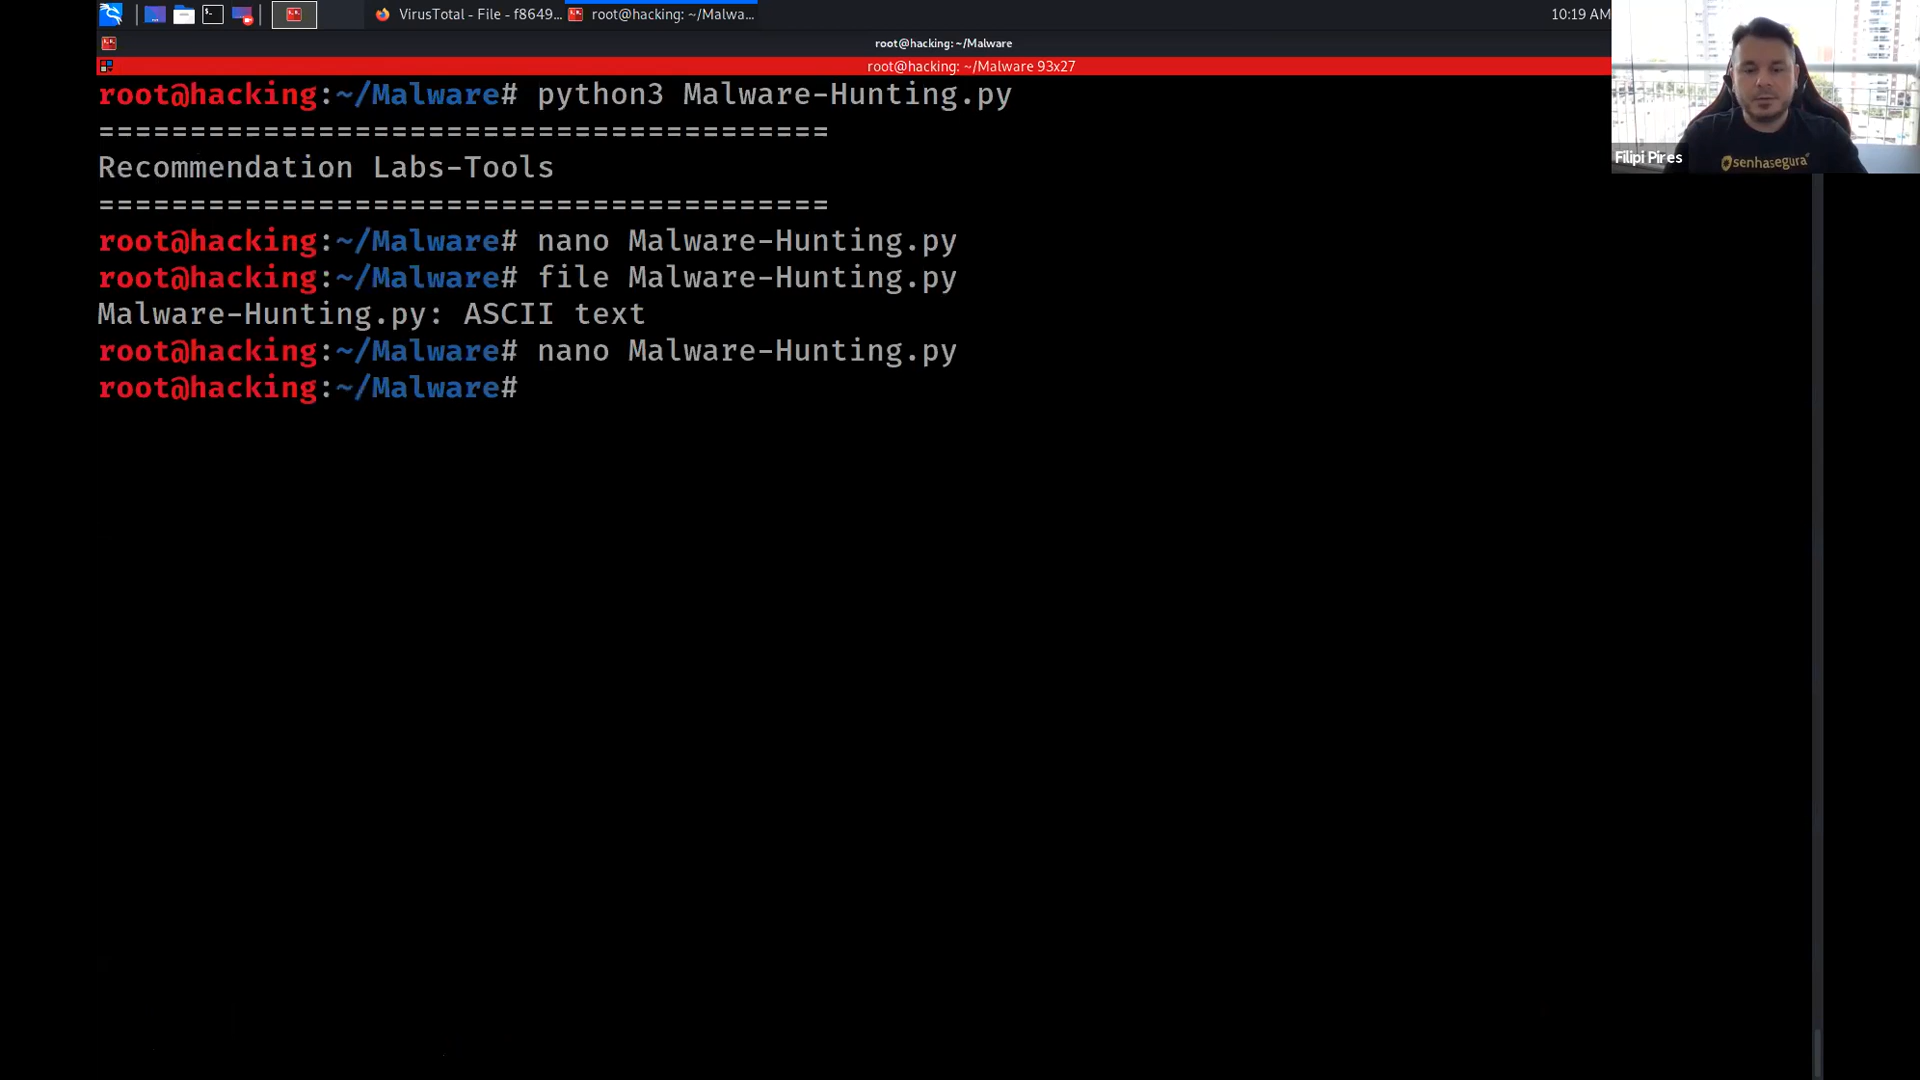 VirusTotal - File - f8649...
root@hacking: ~/Malwa...
10:19 AM
root@hacking: ~/Malware
root@hacking: ~/Malware 93x27
root@hacking:~/Malware# python3 Malware-Hunting.py
========================================
Recommendation Labs-Tools
========================================
root@hacking:~/Malware# nano Malware-Hunting.py
root@hacking:~/Malware# file Malware-Hunting.py
Malware-Hunting.py: ASCII text
root@hacking:~/Malware# nano Malware-Hunting.py
root@hacking:~/Malware#
Filipi Pires
senhasegura